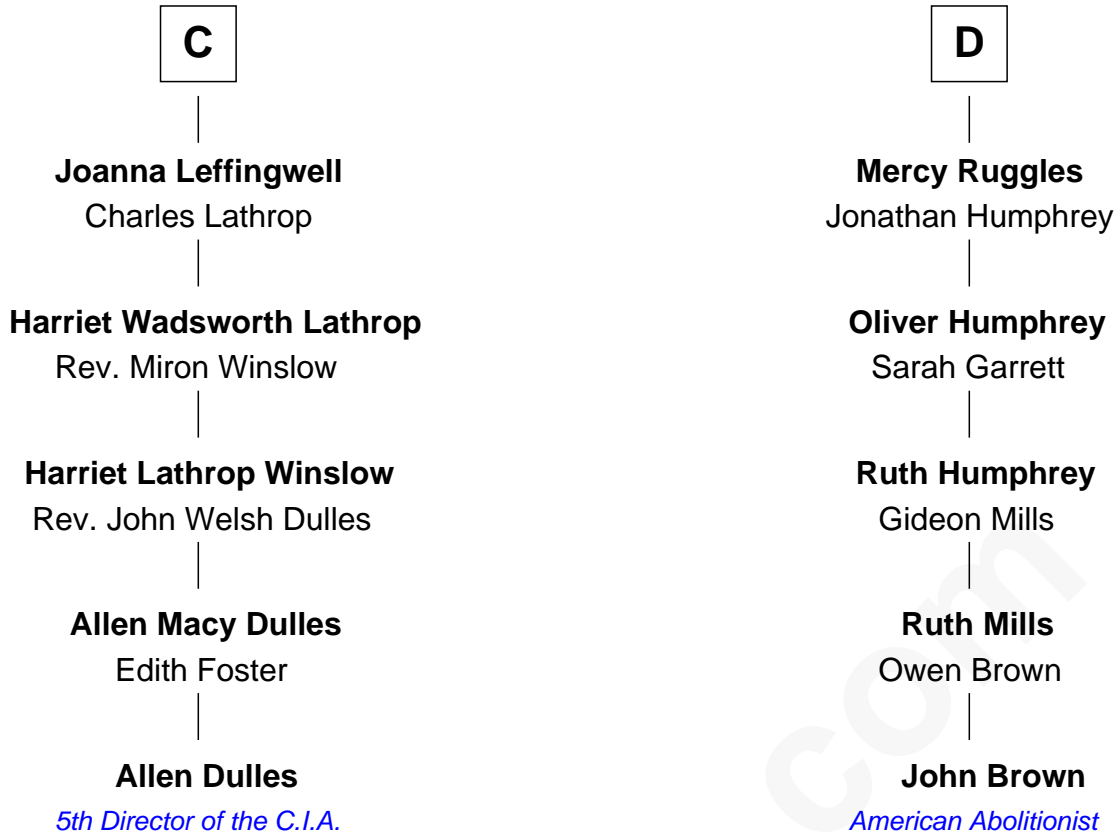 C
Joanna Leffingwell
Charles Lathrop
Harriet Wadsworth Lathrop
Rev. Miron Winslow
Harriet Lathrop Winslow
Rev. John Welsh Dulles
Allen Macy Dulles
Edith Foster
Allen Dulles
5th Director of the C.I.A.
D
Mercy Ruggles
Jonathan Humphrey
Oliver Humphrey
Sarah Garrett
Ruth Humphrey
Gideon Mills
Ruth Mills
Owen Brown
John Brown
American Abolitionist
com